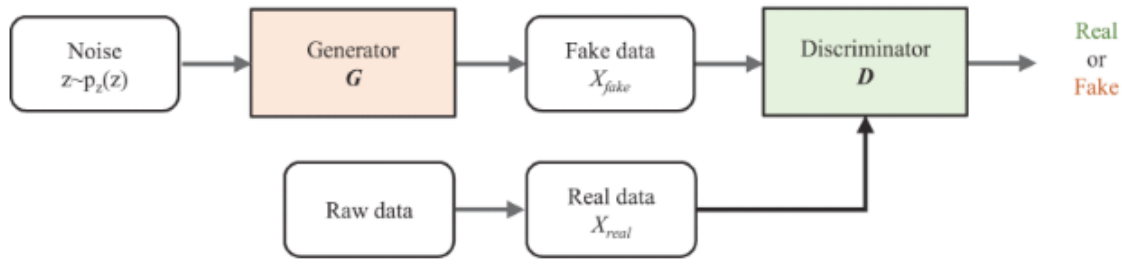 Noise
z~p_z(z)
Generator
G
Fake data
X_fake
Discriminator
D
Real
or
Fake
Raw data
Real data
X_real